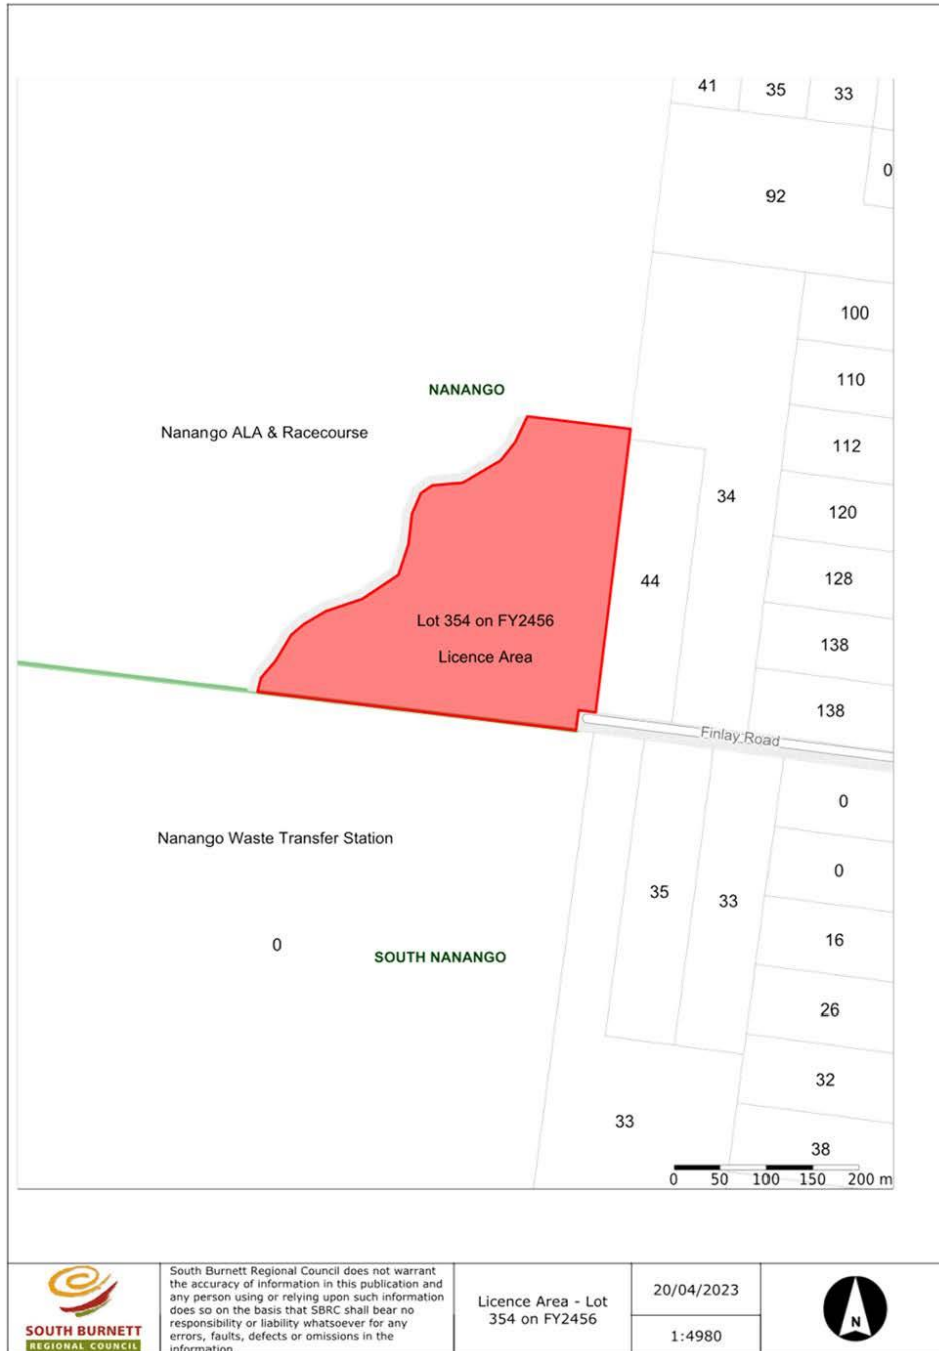 41
35
33
0
92
100
NANANGO
110
Nanango ALA & Racecourse
112
34
120
44
128
Lot 354 on FY2456
138
Licence Area
138
Finlay Road
0
Nanango Waste Transfer Station
0
35
33
16
0
SOUTH NANANGO
26
32
33
38
0 50 100 150 200 m
SOUTH BURNETT
REGIONAL COUNCIL
South Burnett Regional Council does not warrant
the accuracy of information in this publication and
any person using or relying upon such information
does so on the basis that SBRC shall bear no
responsibility or liability whatsoever for any
errors, faults, defects or omissions in the
information.
Licence Area - Lot
354 on FY2456
20/04/2023
1:4980
N